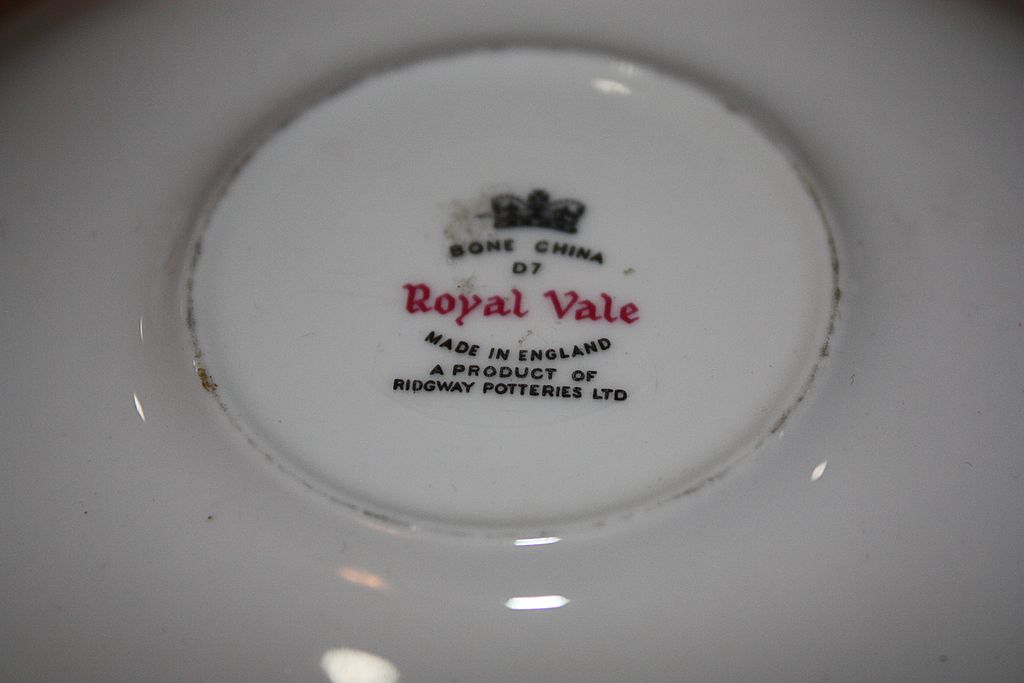 BONE CHINA
D7
Royal Vale
MADE IN ENGLAND
A PRODUCT OF
RIDGWAY POTTERIES LTD